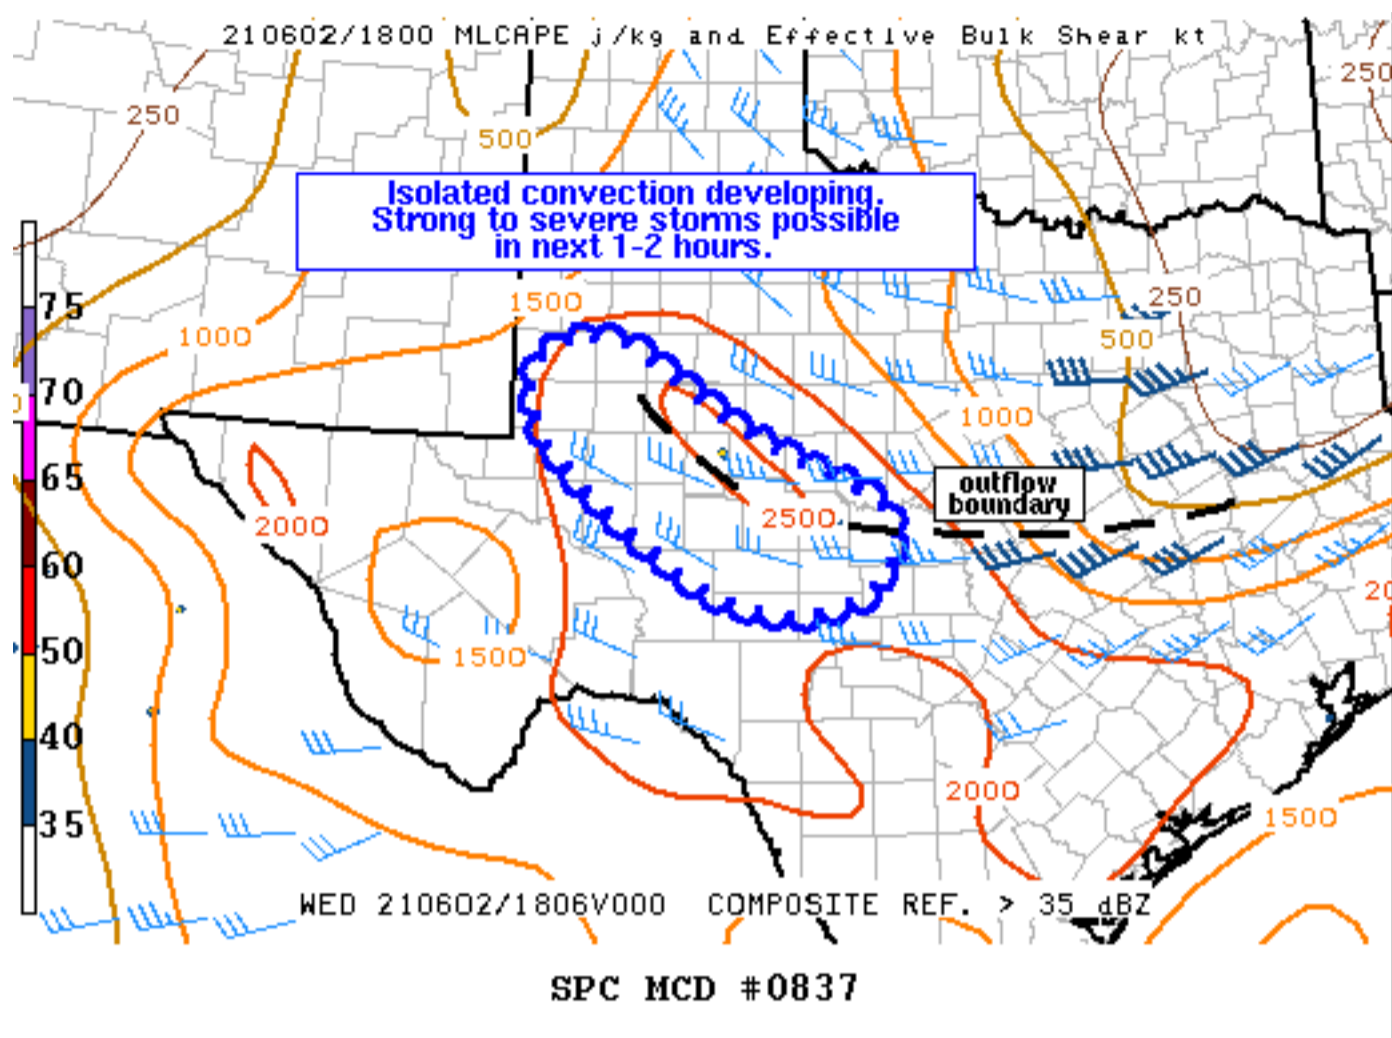 210602/1800 MLCAPE j/kg and Effective Bulk Shear kt
250
250
500
Isolated convection developing.
Strong to severe storms possible
in next 1-2 hours.
75
1500
250
1000
500
70
0
1000
65
outflow
boundary
2000
2500
60
20
50
1500
40
2000
35
1500
WED 210602/1806V000 COMPOSITE REF. > 35 dBZ
SPC MCD #0837